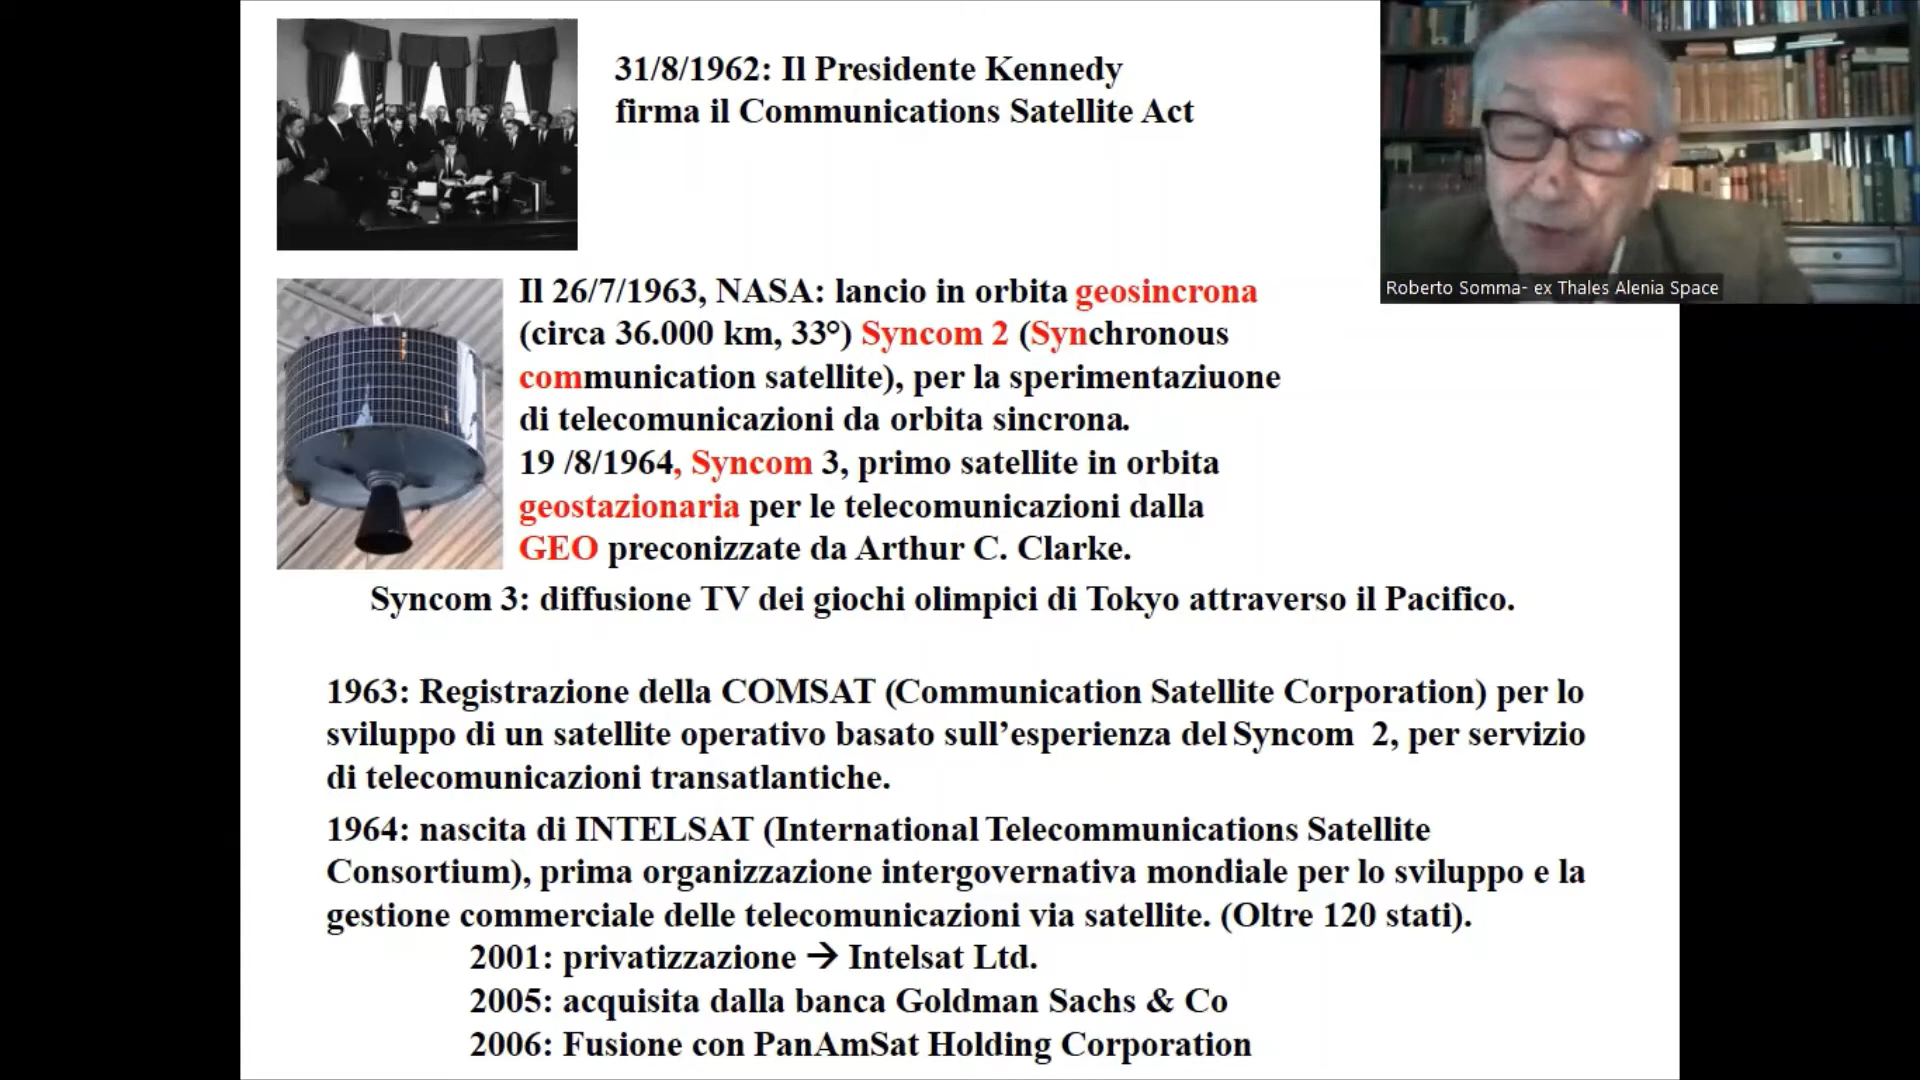 31/8/1962: Il Presidente Kennedy
firma il Communications Satellite Act
Roberto Somma- ex Thales Alenia Space
Il 26/7/1963, NASA: lancio in orbita geosincrona
(circa 36.000 km, 33°) Syncom 2 (Synchronous
communication satellite), per la sperimentaziuone
di telecomunicazioni da orbita sincrona.
19 /8/1964, Syncom 3, primo satellite in orbita
geostazionaria per le telecomunicazioni dalla
GEO preconizzate da Arthur C. Clarke.
Syncom 3: diffusione TV dei giochi olimpici di Tokyo attraverso il Pacifico.
1963: Registrazione della COMSAT (Communication Satellite Corporation) per lo
sviluppo di un satellite operativo basato sull’esperienza del Syncom 2, per servizio
di telecomunicazioni transatlantiche.
1964: nascita di INTELSAT (International Telecommunications Satellite
Consortium), prima organizzazione intergovernativa mondiale per lo sviluppo e la
gestione commerciale delle telecomunicazioni via satellite. (Oltre 120 stati).
2001: privatizzazione → Intelsat Ltd.
2005: acquisita dalla banca Goldman Sachs & Co
2006: Fusione con PanAmSat Holding Corporation